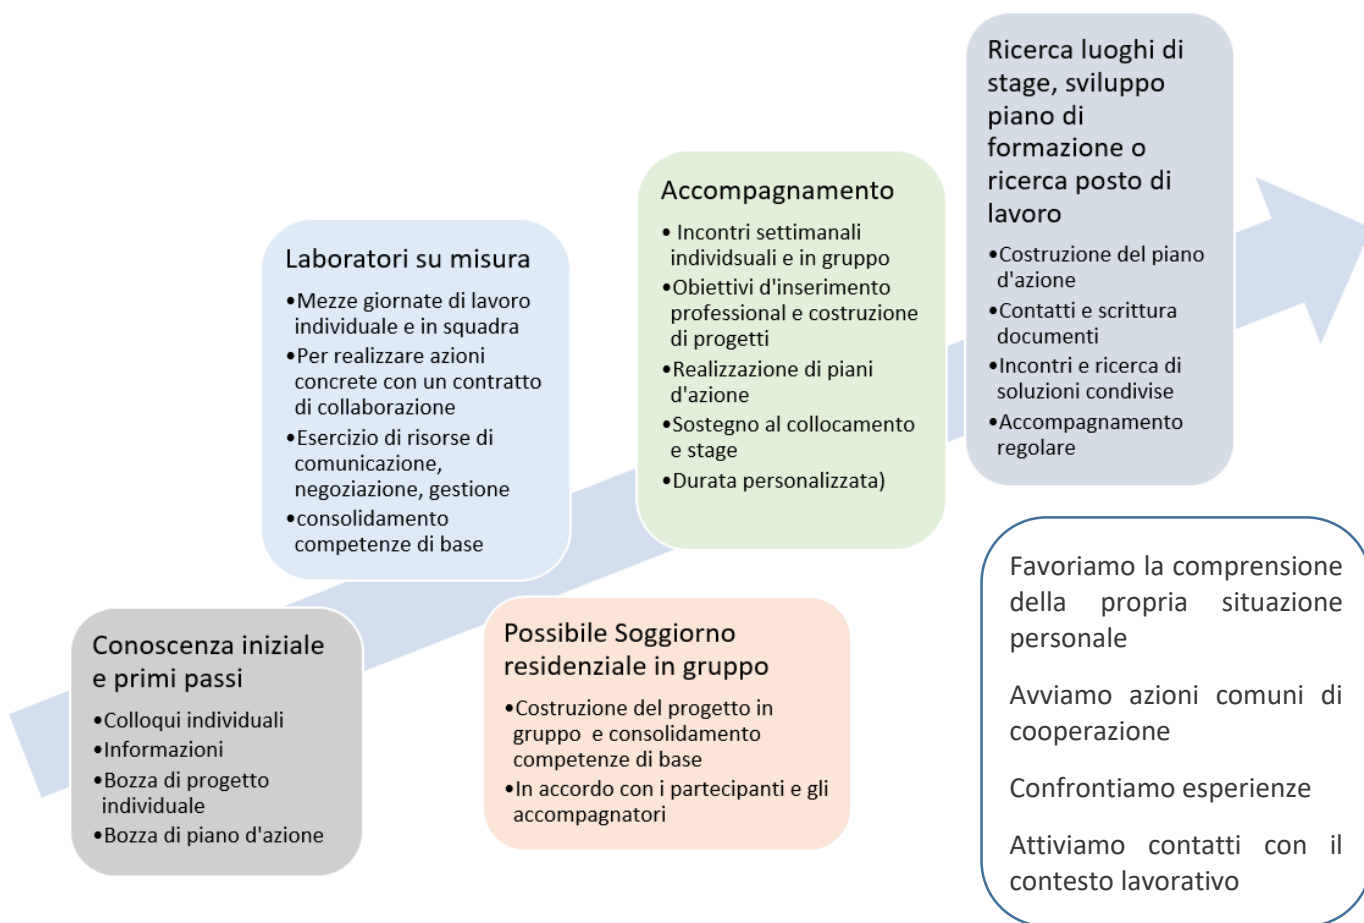 Conoscenza iniziale
e primi passi
•Colloqui individuali
•Informazioni
•Bozza di progetto
individuale
•Bozza di piano d'azione
Laboratori su misura
•Mezze giornate di lavoro
individuale e in squadra
•Per realizzare azioni
concrete con un contratto
di collaborazione
•Esercizio di risorse di
comunicazione,
negoziazione, gestione
•consolidamento
competenze di base
Possibile Soggiorno
residenziale in gruppo
•Costruzione del progetto in
gruppo e consolidamento
competenze di base
•In accordo con i partecipanti e gli
accompagnatori
Accompagnamento
• Incontri settimanali
individsuali e in gruppo
•Obiettivi d'inserimento
professional e costruzione
di progetti
•Realizzazione di piani
d'azione
•Sostegno al collocamento
e stage
•Durata personalizzata)
Ricerca luoghi di
stage, sviluppo
piano di
formazione o
ricerca posto di
lavoro
•Costruzione del piano
d'azione
•Contatti e scrittura
documenti
•Incontri e ricerca di
soluzioni condivise
•Accompagnamento
regolare
Favoriamo la comprensione
della propria situazione
personale
Avviamo azioni comuni di
cooperazione
Confrontiamo esperienze
Attiviamo contatti con il
contesto lavorativo